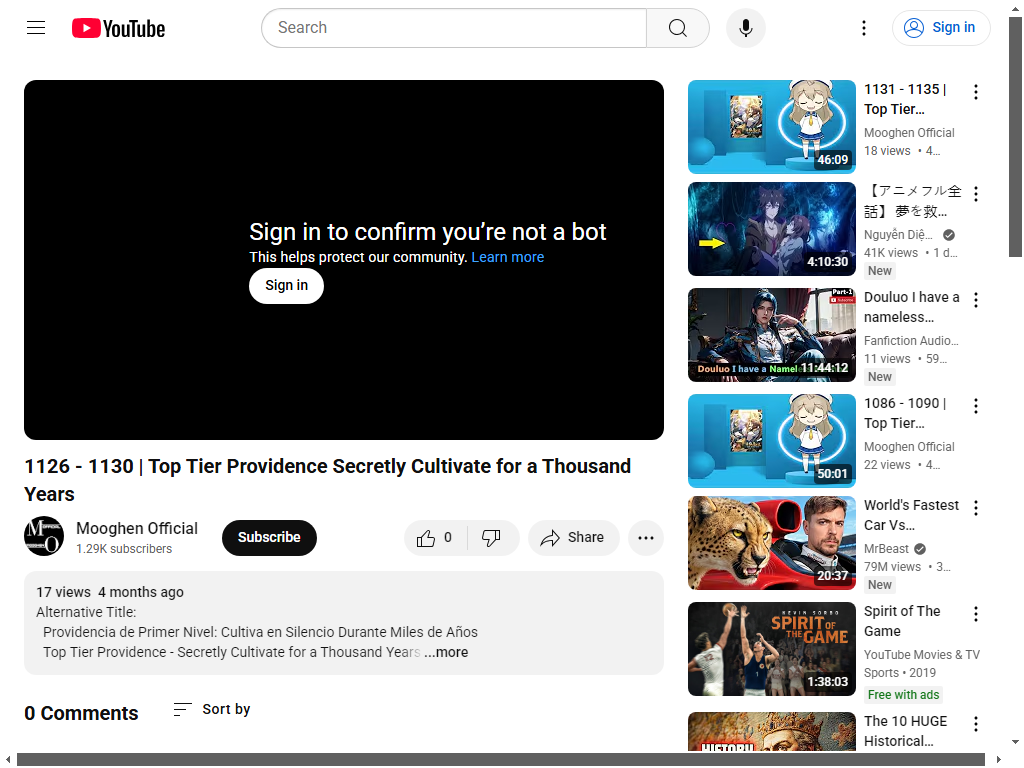 YouTube
Search
Sign in
Sign in to confirm you're not a bot
This helps protect our community. Learn more
Sign in
1126 - 1130 | Top Tier Providence Secretly Cultivate for a Thousand
Years
Mooghen Official
1.29K subscribers
Subscribe
0
Share
17 views 4 months ago
Alternative Title:
Providencia de Primer Nivel: Cultiva en Silencio Durante Miles de Años
Top Tier Providence - Secretly Cultivate for a Thousand Years ...more
0 Comments
Sort by
46:09
1131 - 1135 |
Top Tier…
Mooghen Official
18 views • 4…
4:10:30
【アニメフル全
話】夢を救…
Nguyễn Diệ…
41K views • 1 d…
New
Part-1
Douluo I have a Namel
11:44:12
Douluo I have a
nameless…
Fanfiction Audio…
11 views • 59…
New
50:01
1086 - 1090 |
Top Tier…
Mooghen Official
22 views • 4…
20:37
World's Fastest
Car Vs…
MrBeast
79M views • 3…
New
KEVIN SORBO
SPIRIT OF
THE GAME
1:38:03
Spirit of The
Game
YouTube Movies & TV
Sports • 2019
Free with ads
HISTORY
The 10 HUGE
Historical…